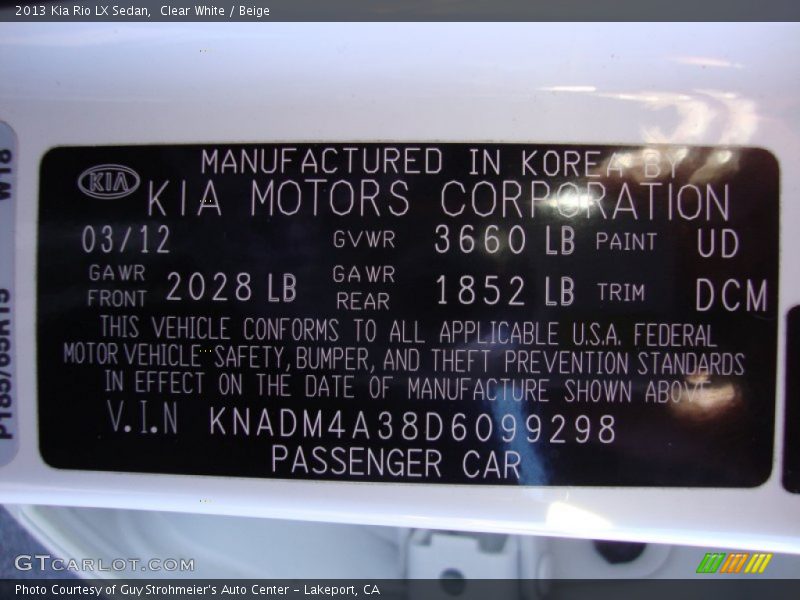 2013 Kia Rio LX Sedan, Clear White / Beige
MANUFACTURED IN KOREA BY
KIA KIA MOTORS CORPORATION
03/12 GVWR 3660 LB PAINT UD
GAWR FRONT 2028 LB GAWR REAR 1852 LB TRIM DCM
THIS VEHICLE CONFORMS TO ALL APPLICABLE U.S.A. FEDERAL
MOTOR VEHICLE SAFETY, BUMPER, AND THEFT PREVENTION STANDARDS
IN EFFECT ON THE DATE OF MANUFACTURE SHOWN ABOVE
V.I.N KNADM4A38D6099298
PASSENGER CAR
P185/65R15
GTCARLOT.COM
Photo Courtesy of Guy Strohmeier's Auto Center - Lakeport, CA